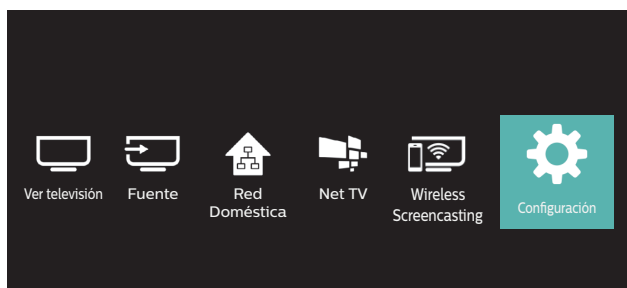 Ver televisión
Fuente
Red
Doméstica
Net TV
Wireless
Screencasting
Configuración